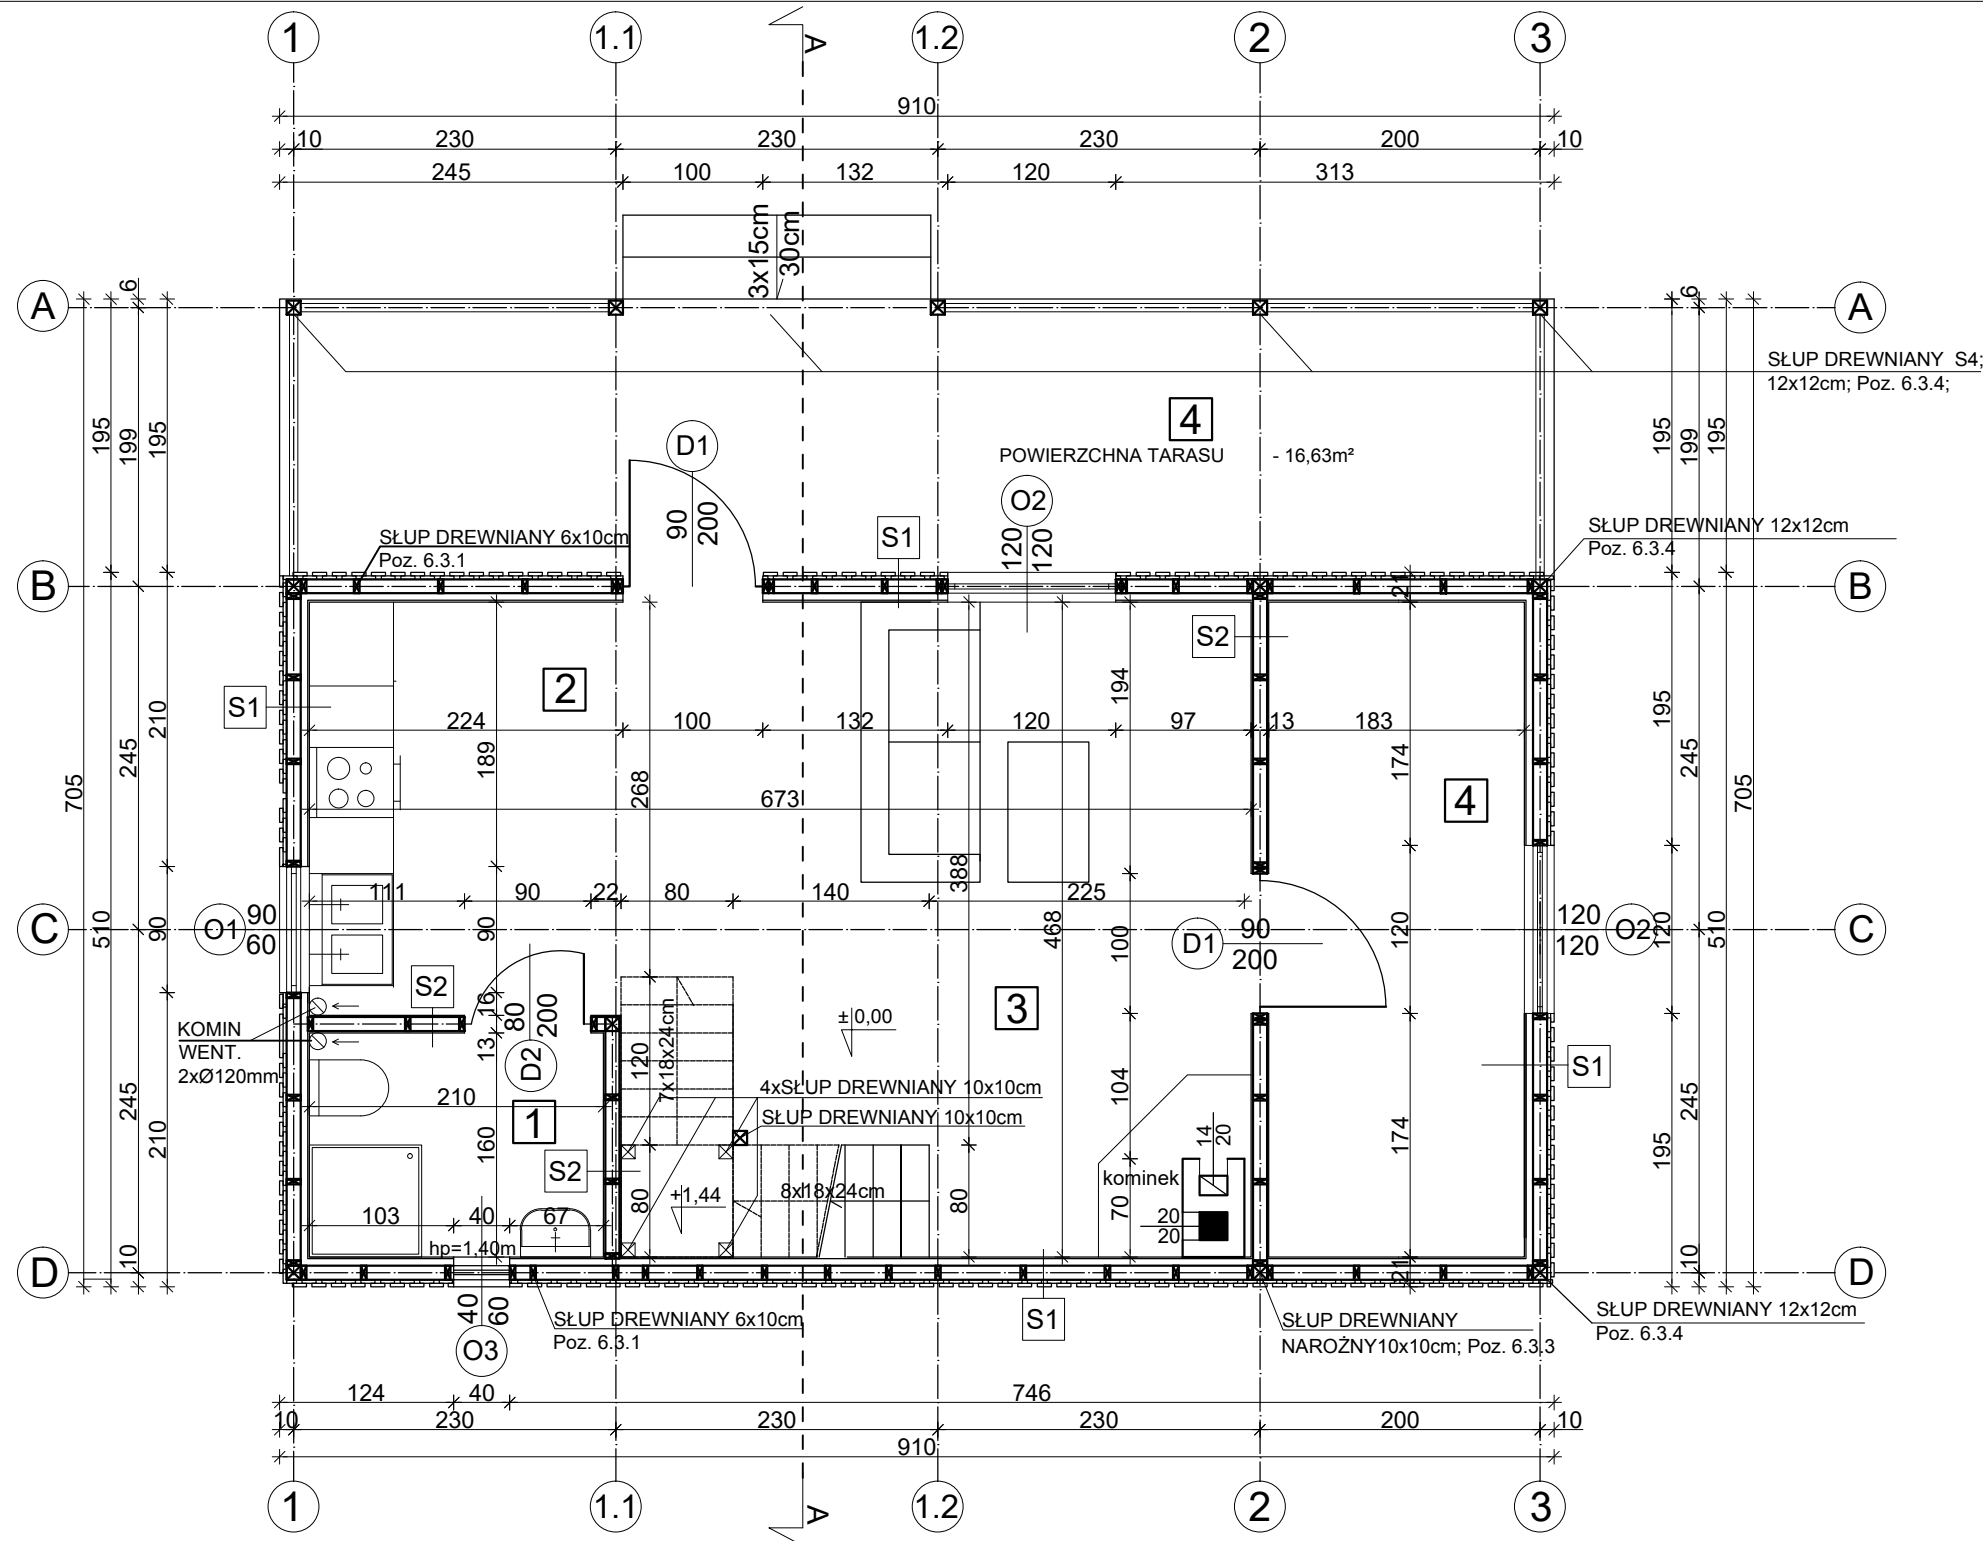 1 1.1 A 1.2 2 3
910
10 230 230 230 200 10
245 100 132 120 313
3x15cm
30cm
A A
6 6
195 199 195
195 199 195
SŁUP DREWNIANY S4;
12x12cm; Poz. 6.3.4;
4
POWIERZCHNA TARASU - 16,63m²
D1
90
200
O2
120
120
S1
SŁUP DREWNIANY 6x10cm
Poz. 6.3.1
SŁUP DREWNIANY 12x12cm
Poz. 6.3.4
B B
21
S2
2
S1
194
224 100 132 120 97 13 183
189
268
174
4
673
705 245 210
195 245 705
388
111 90 22 80 140 225
468
C C
O1
90
60
510 90
90
100
D1
90
200
120
120
120
O2
120 510
S2
80
200
D2
16
13
KOMIN
WENT.
2xØ120mm
3
±0,00
120
7x18x24cm
4xSŁUP DREWNIANY 10x10cm
SŁUP DREWNIANY 10x10cm
104
S1
210
1
160
S2
245 210
195 245
14
20
174
kominek
70
20
20
80
+1,44
8x18x24cm
80
103 40 67
hp=1,40m
10 10
D D
21
40
60
O3
SŁUP DREWNIANY 6x10cm
Poz. 6.3.1
S1
SŁUP DREWNIANY
NAROŻNY10x10cm; Poz. 6.3.3
SŁUP DREWNIANY 12x12cm
Poz. 6.3.4
124 40 746
10 230 230 230 200 10
910
1 1.1 A 1.2 2 3